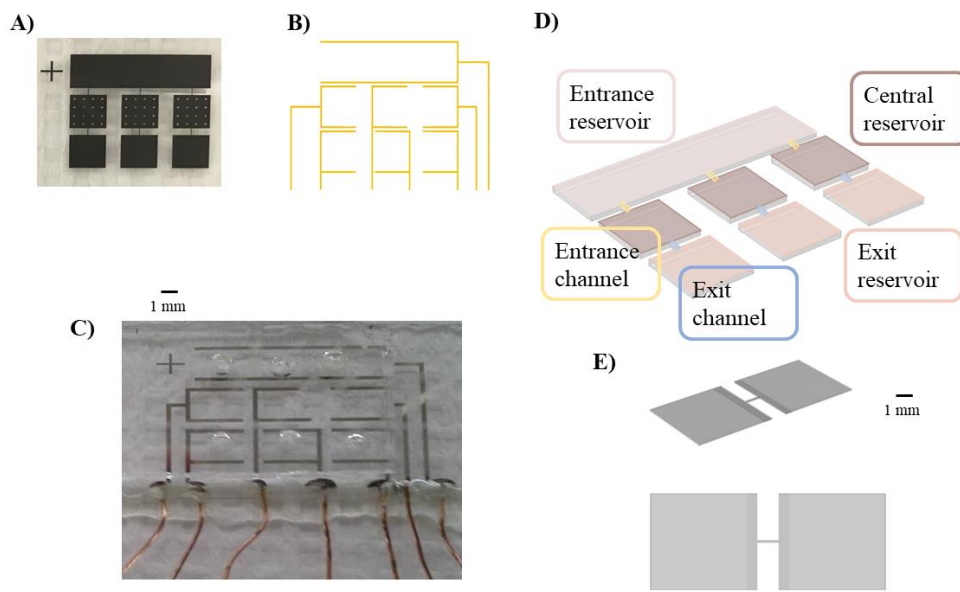 A)
B)
D)
Entrance
reservoir
Central
reservoir
Entrance
channel
Exit
channel
Exit
reservoir
1 mm
C)
E)
1 mm